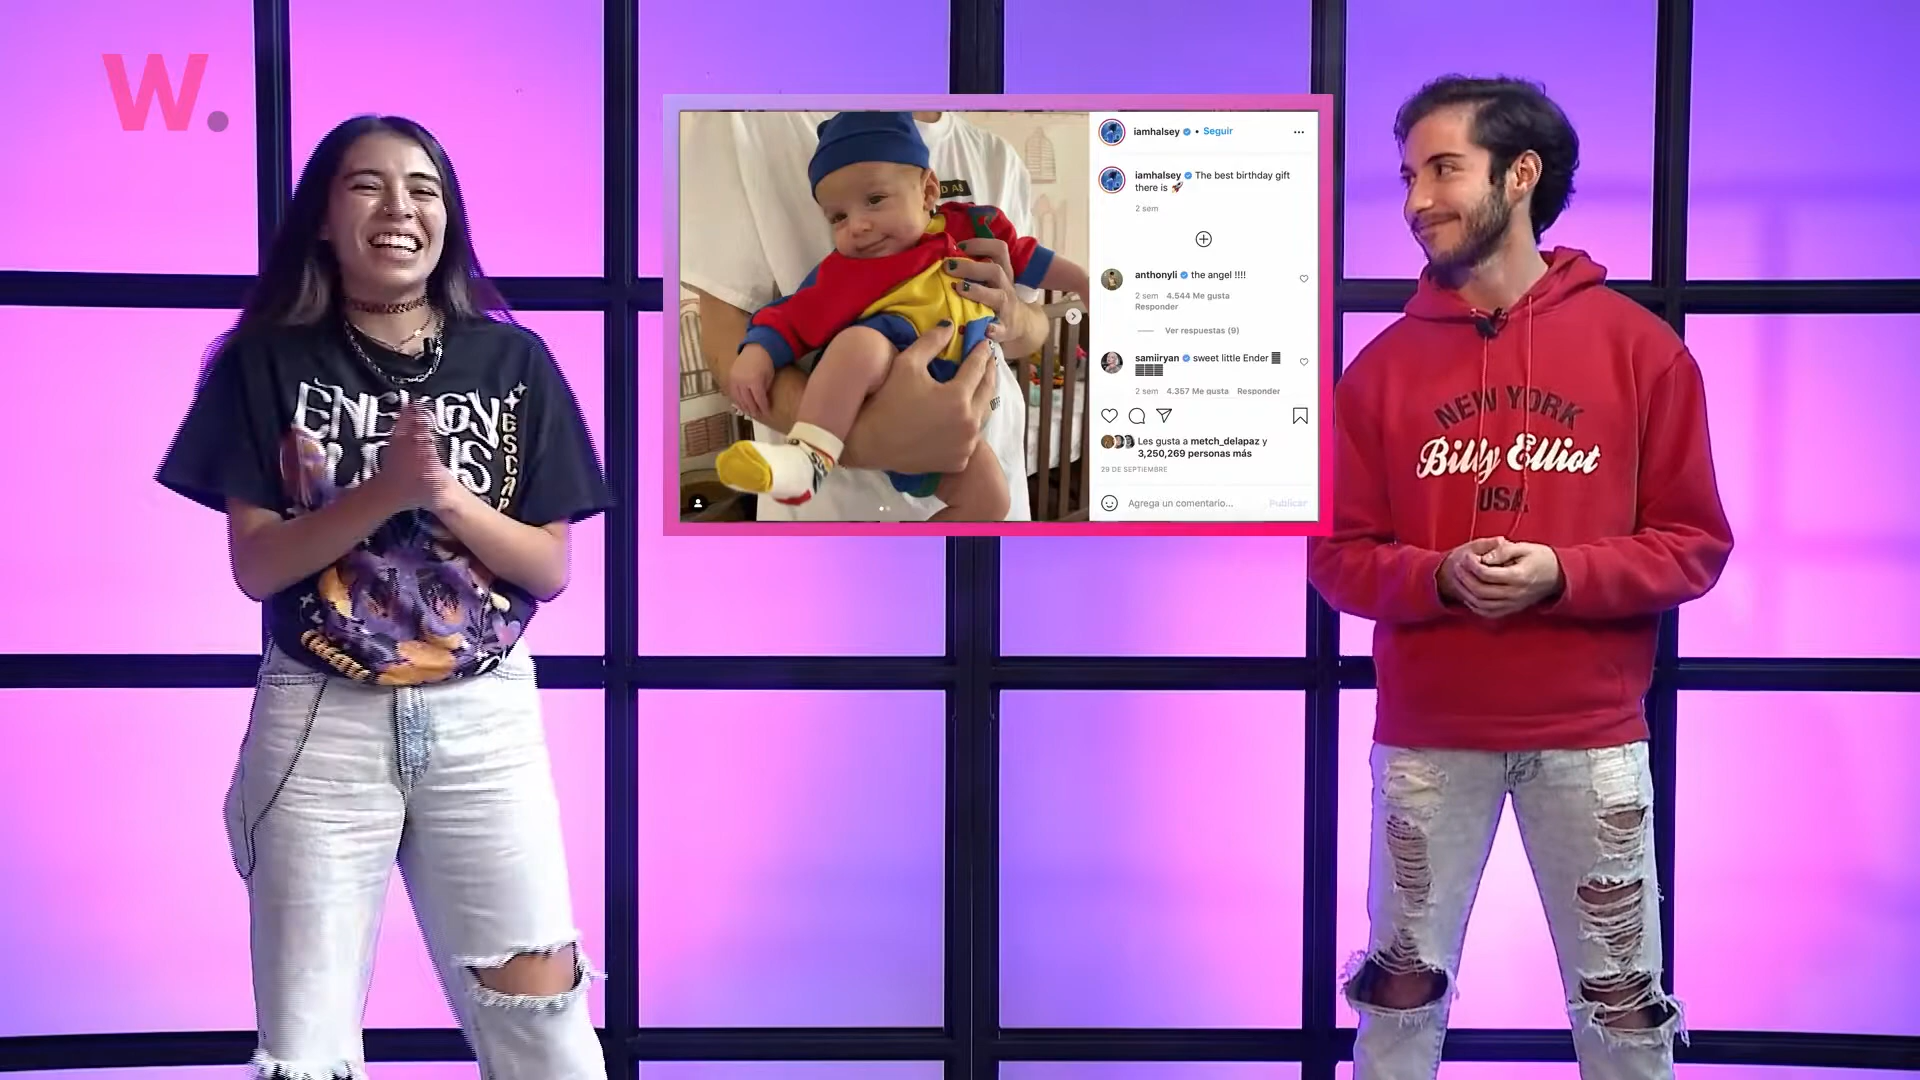 W.
ENERGY
ESCAP
iamhalsey • Seguir
iamhalsey The best birthday gift
there is 🚀
2 sem
anthonyli the angel !!!!
2 sem 4.544 Me gusta
Responder
Ver respuestas (9)
samiiryan sweet little Ender
2 sem 4.357 Me gusta Responder
Les gusta a metch_delapaz y
3,250,269 personas más
29 DE SEPTIEMBRE
Agrega un comentario... Publicar
NEW YORK
Billy Elliot
USA